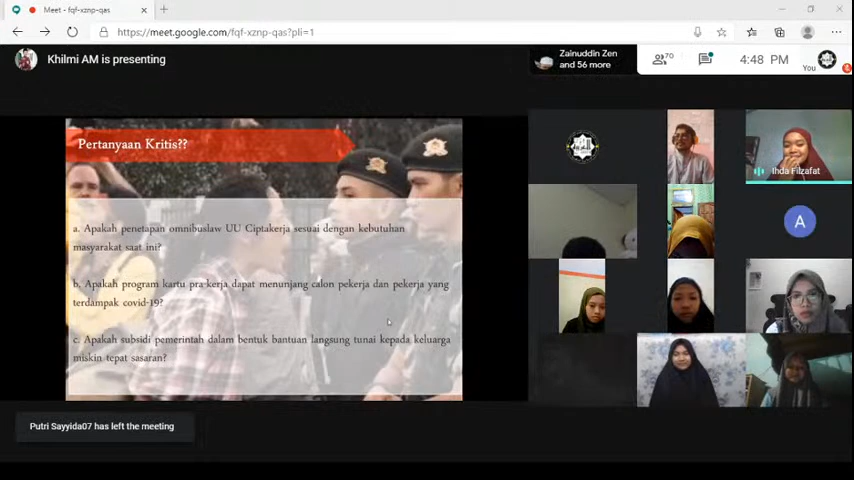 Meet - fqf-xznp-qas
https://meet.google.com/fqf-xznp-qas?pli=1
Khilmi AM is presenting
Zainuddin Zen
and 56 more
70
4:48 PM
You
Pertanyaan Kritis??
a. Apakah penetapan omnibuslaw UU Ciptakerja sesuai dengan kebutuhan
masyarakat saat ini?
b. Apakah program kartu pra-kerja dapat menunjang calon pekerja dan pekerja yang
terdampak covid-19?
c. Apakah subsidi pemerintah dalam bentuk bantuan langsung tunai kepada keluarga
miskin tepat sasaran?
Ihda Filzafat
A
Putri Sayyida07 has left the meeting